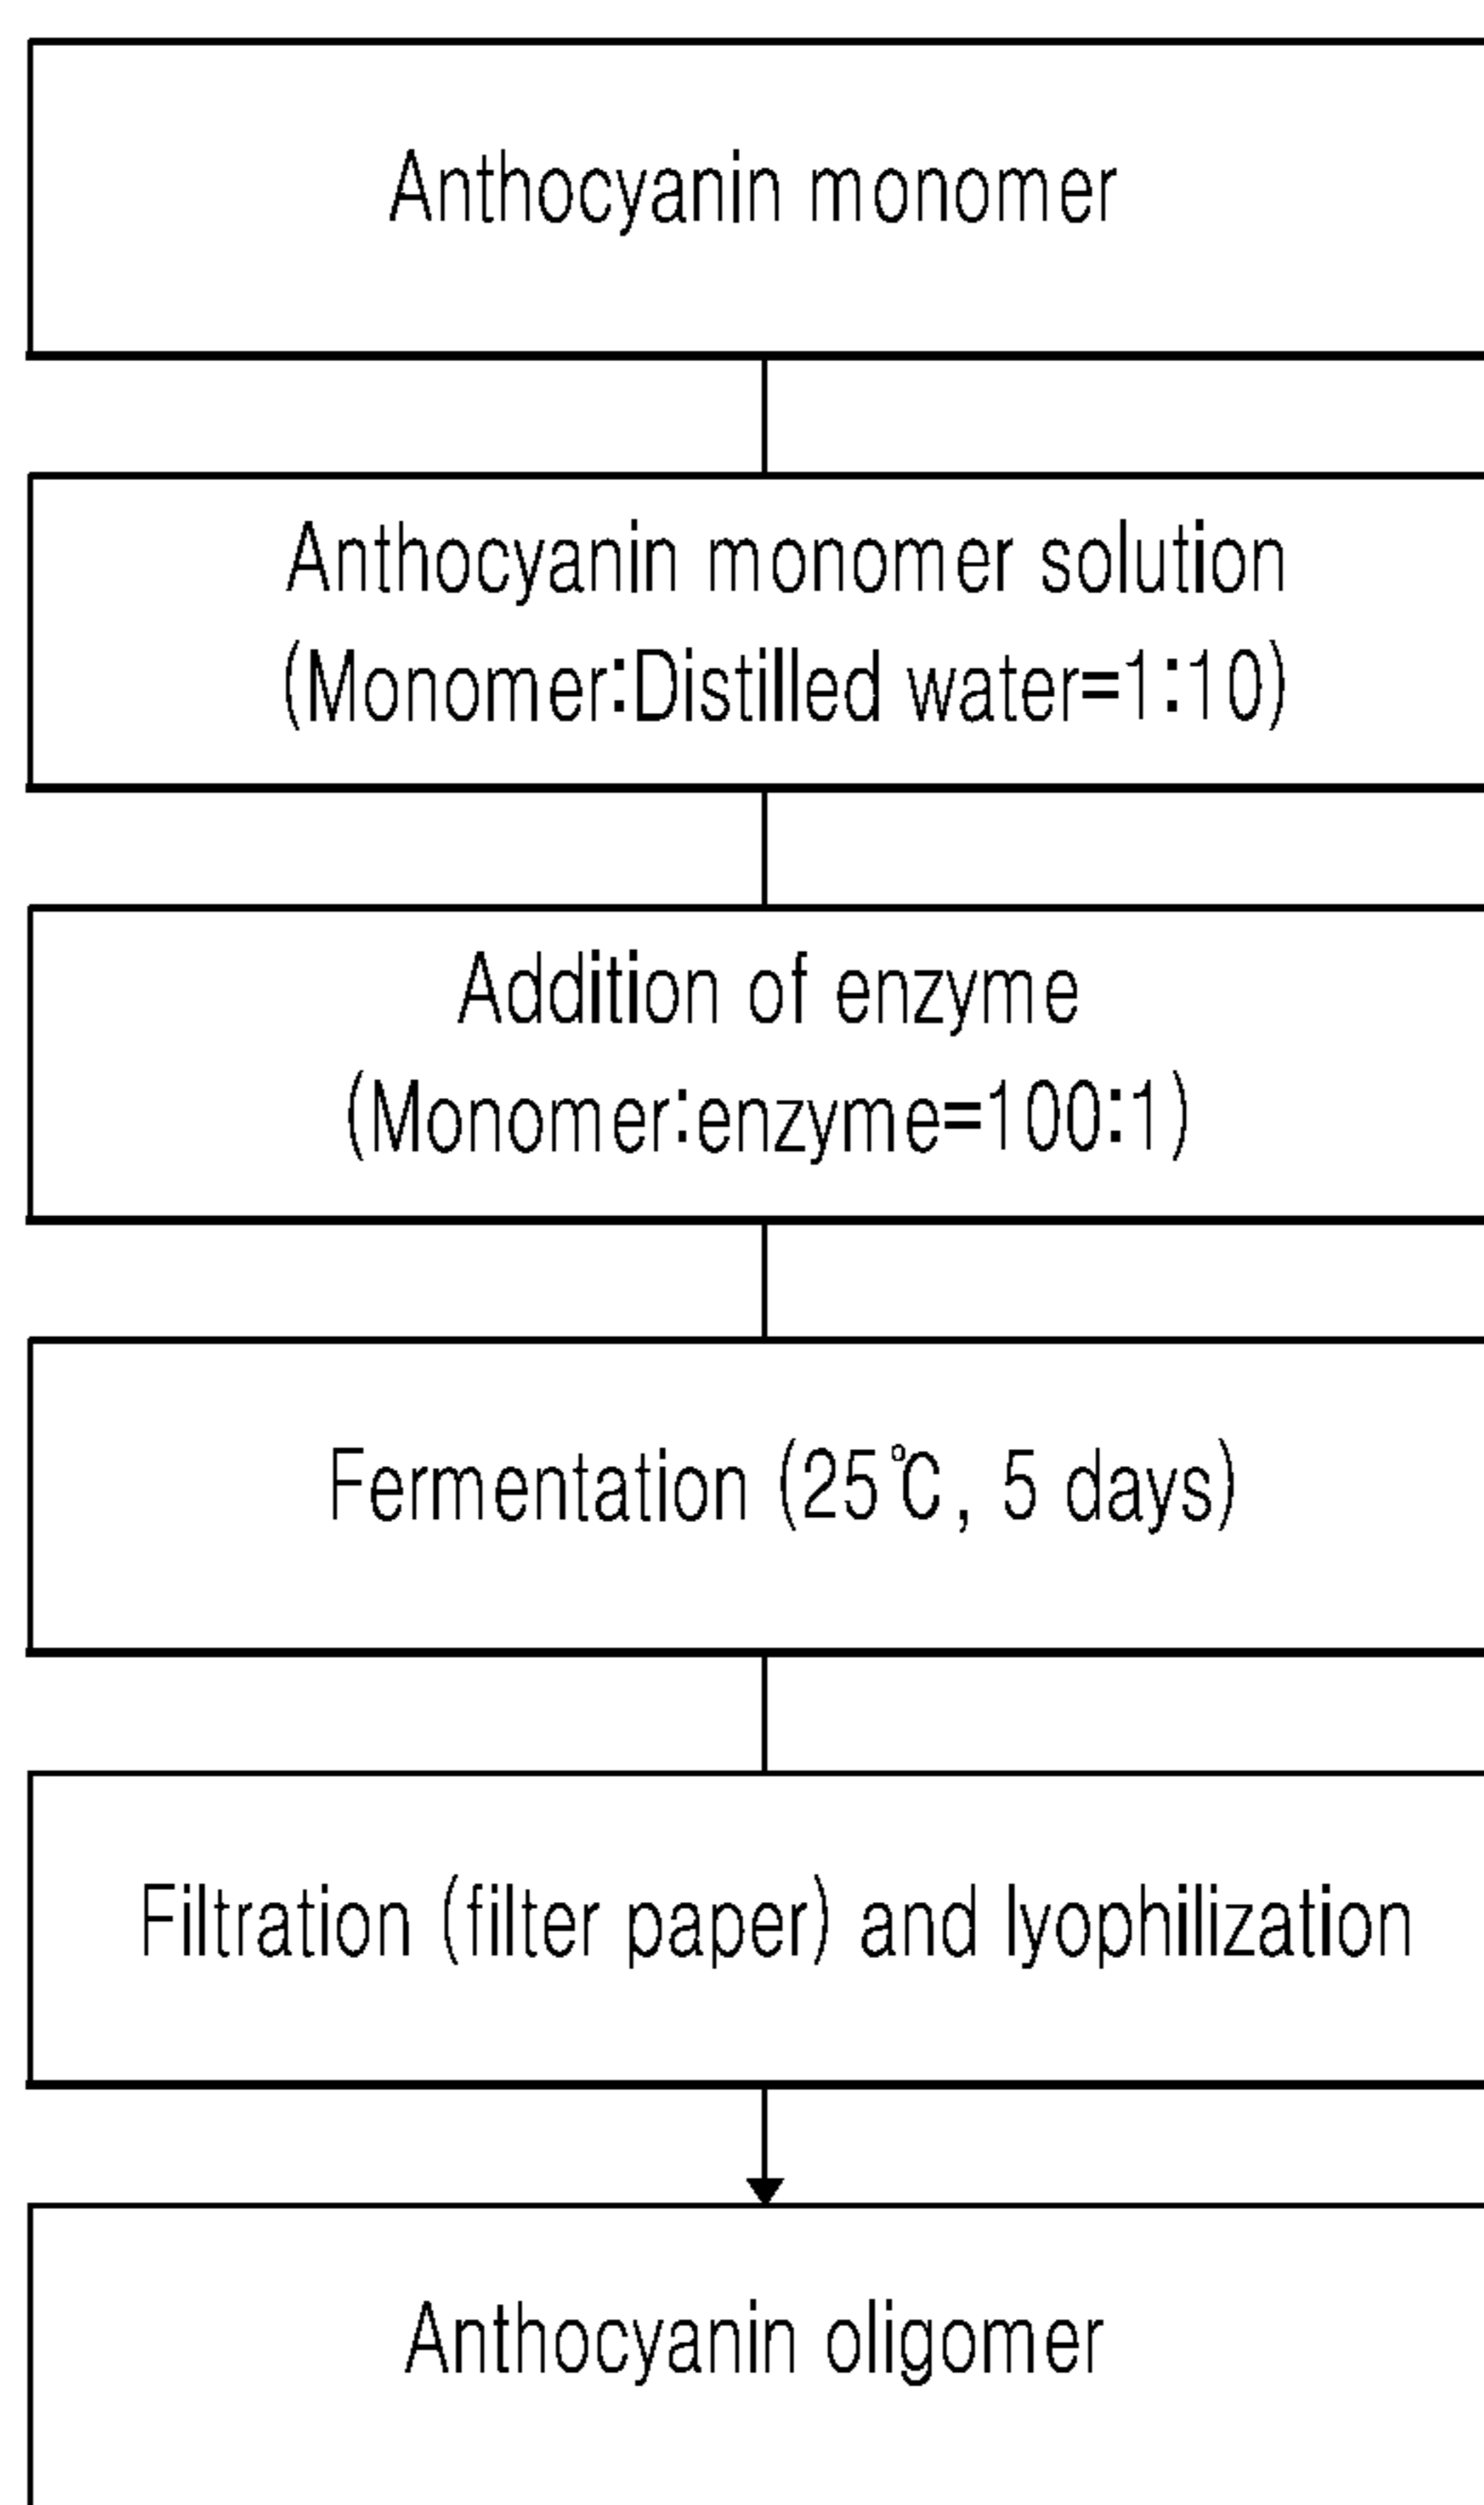 Anthocyanin monomer
Anthocyanin monomer solution
(Monomer:Distilled water=1:10)
Addition of enzyme
(Monomer:enzyme=100:1)
Fermentation (25℃, 5 days)
Filtration (filter paper) and lyophilization
Anthocyanin oligomer